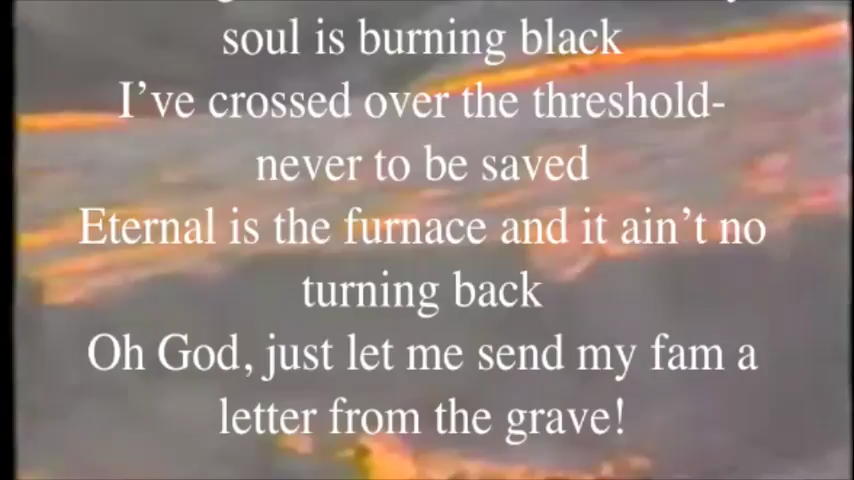 soul is burning black
I’ve crossed over the threshold-
never to be saved
Eternal is the furnace and it ain’t no
turning back
Oh God, just let me send my fam a
letter from the grave!